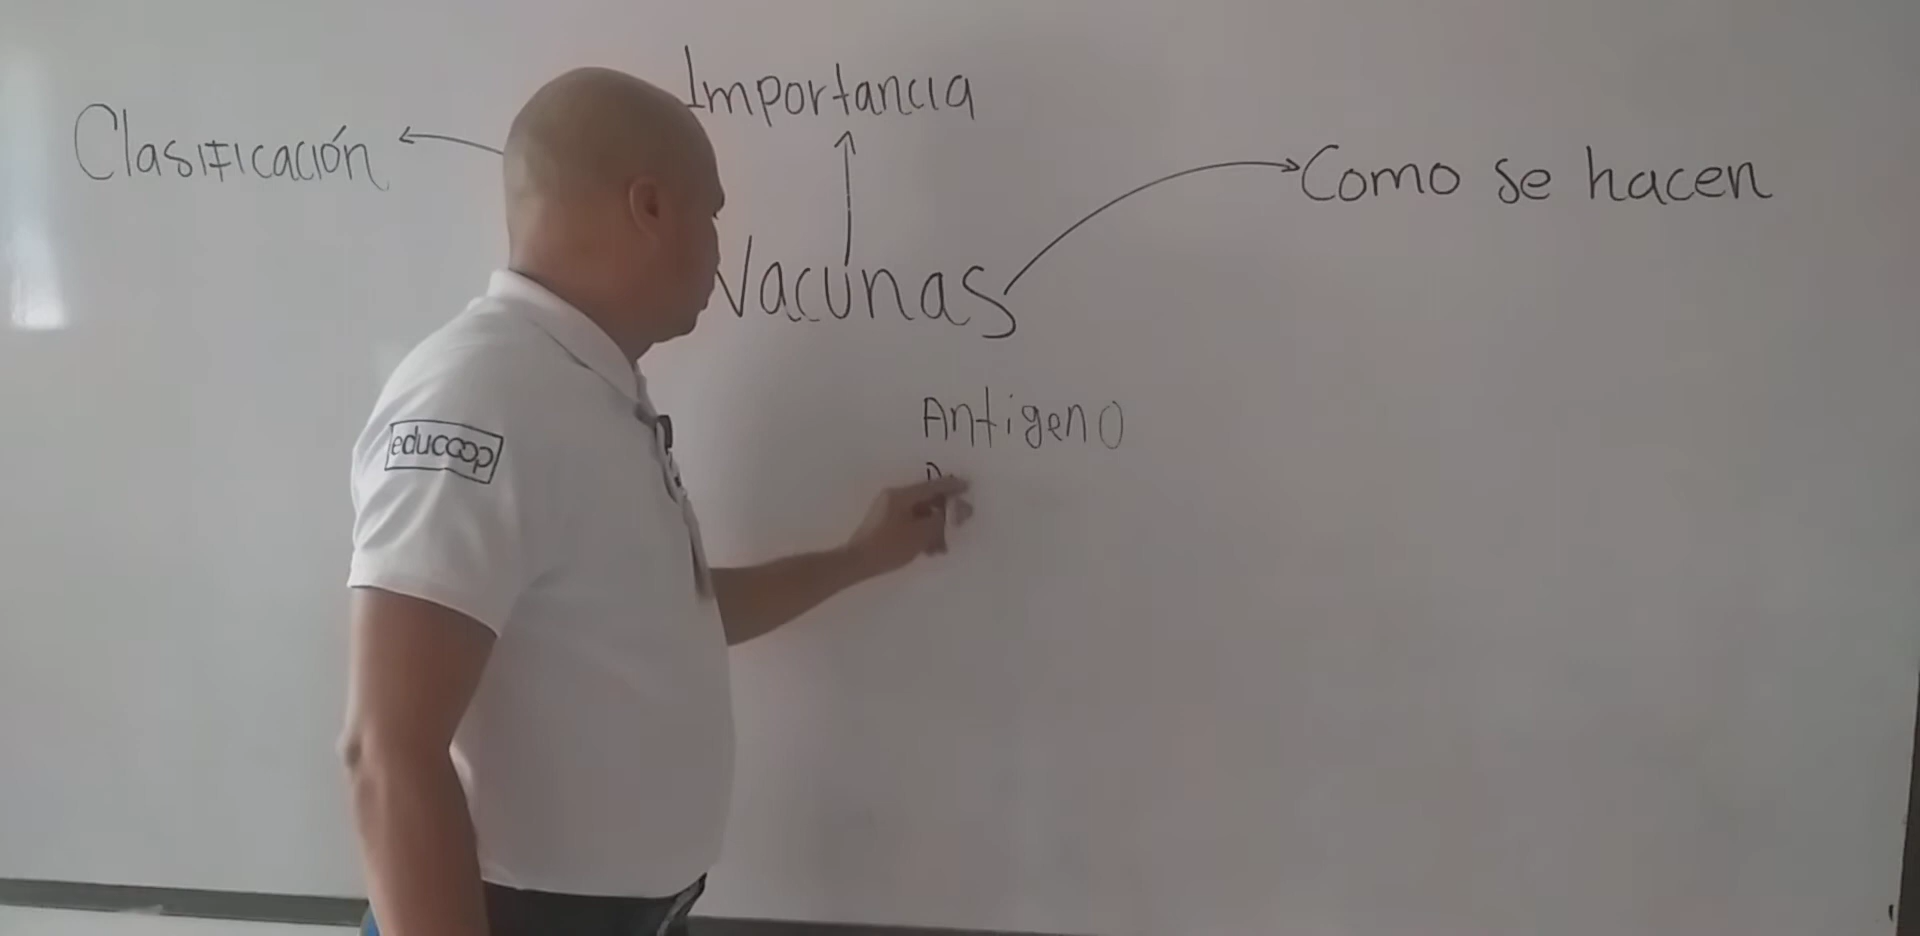 Importancia
Clasificación
Como se hacen
Vacunas
Antigeno
educoop